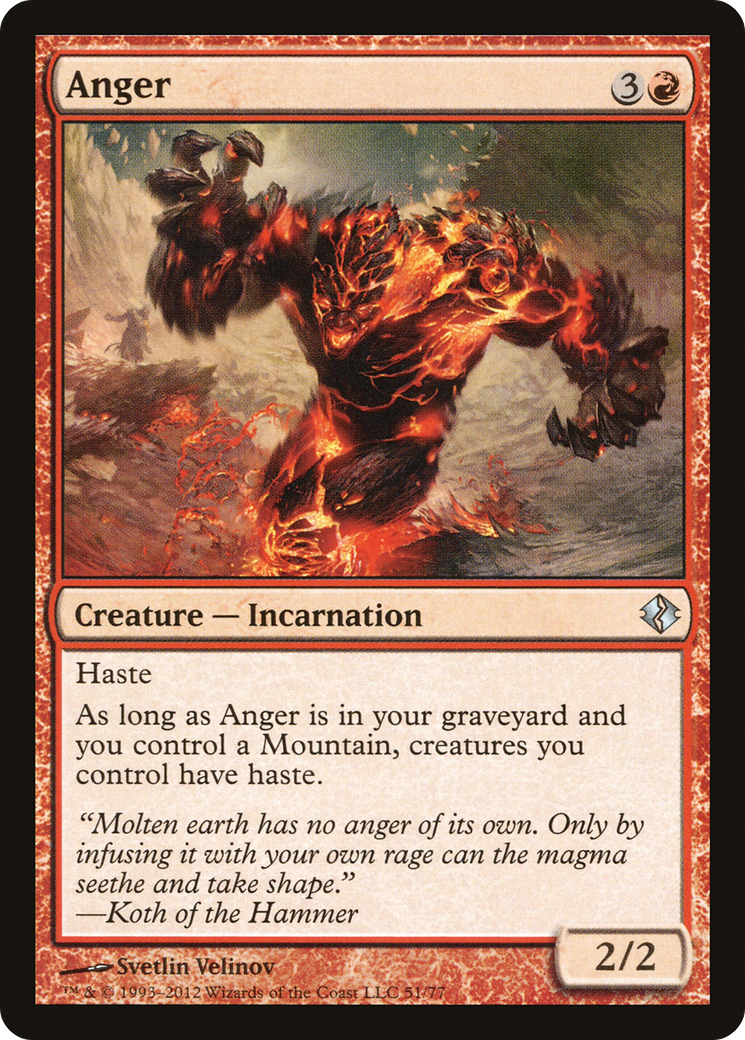 Anger
3
Creature — Incarnation
Haste
As long as Anger is in your graveyard and
you control a Mountain, creatures you
control have haste.
“Molten earth has no anger of its own. Only by
infusing it with your own rage can the magma
seethe and take shape.”
—Koth of the Hammer
2/2
Svetlin Velinov
™ & © 1993–2012 Wizards of the Coast LLC 51/77